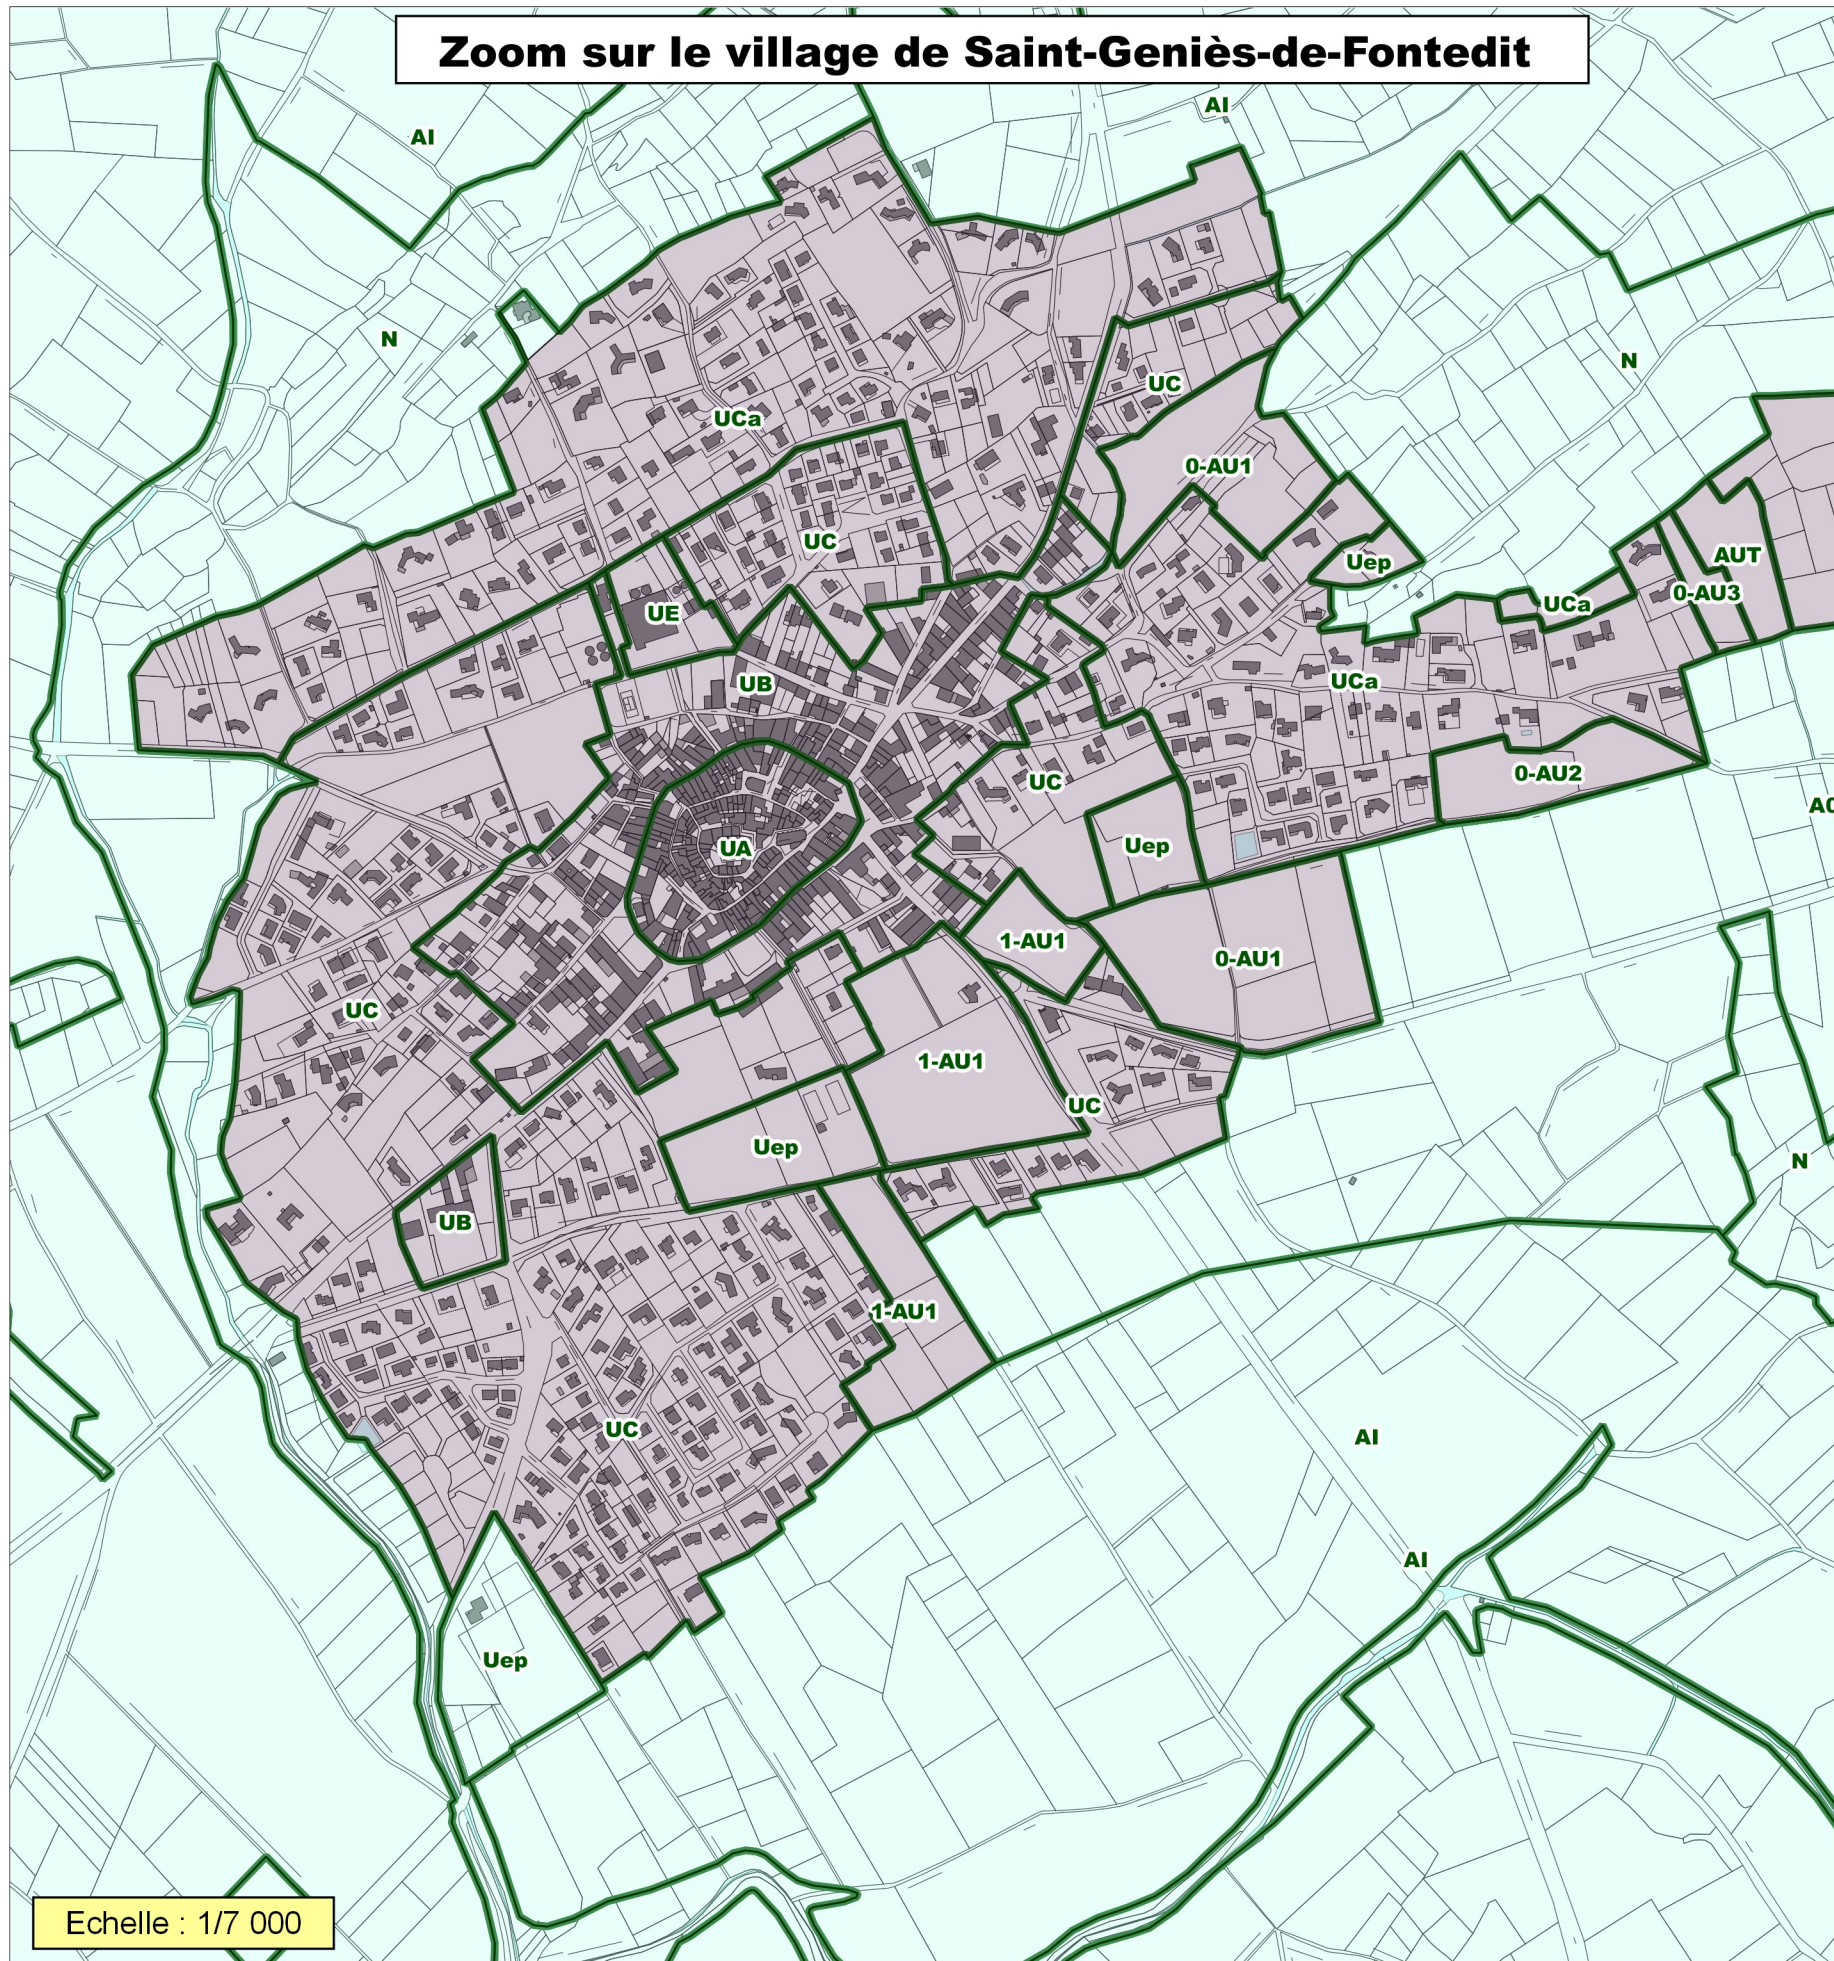 Zoom sur le village de Saint-Geniès-de-Fontedit
AI
AI
N
N
UC
UCa
0-AU1
UC
Uep
AUT
0-AU3
UCa
UE
UCa
UB
0-AU2
UC
UA
Uep
1-AU1
0-AU1
UC
1-AU1
UC
Uep
N
UB
1-AU1
UC
AI
AI
Uep
Echelle : 1/7 000